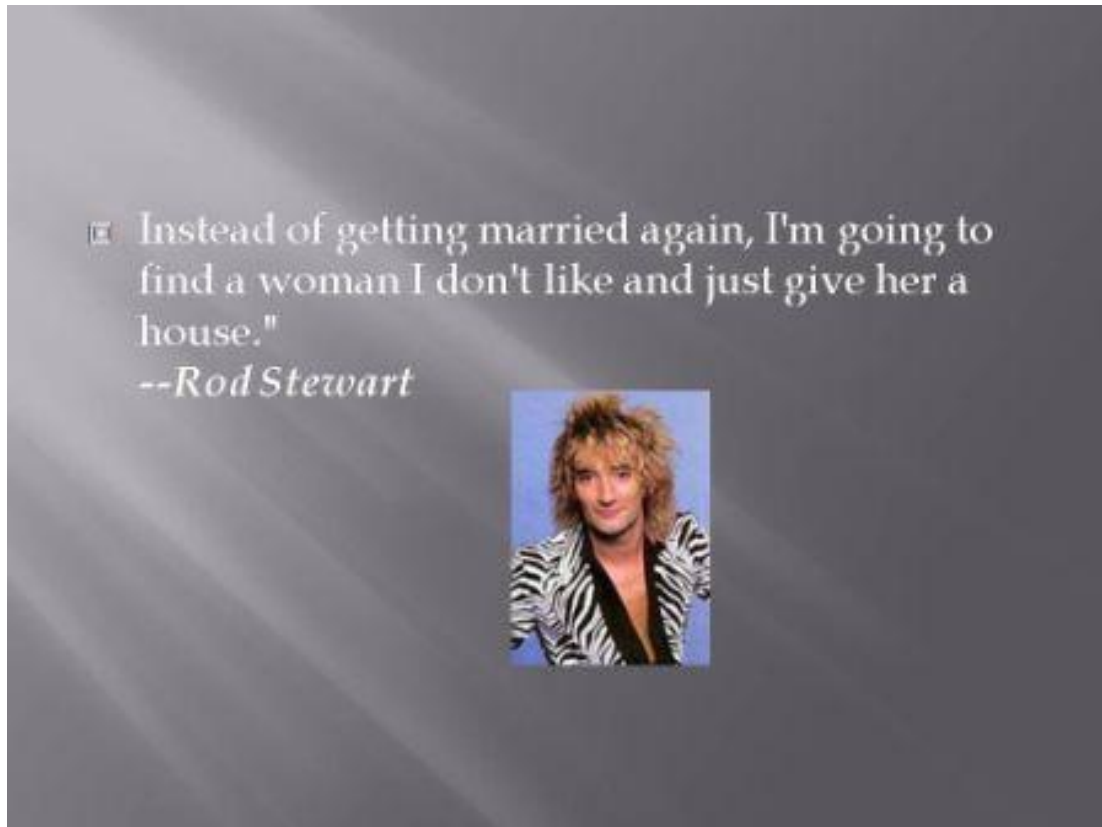 Instead of getting married again, I'm going to
find a woman I don't like and just give her a
house."
--Rod Stewart